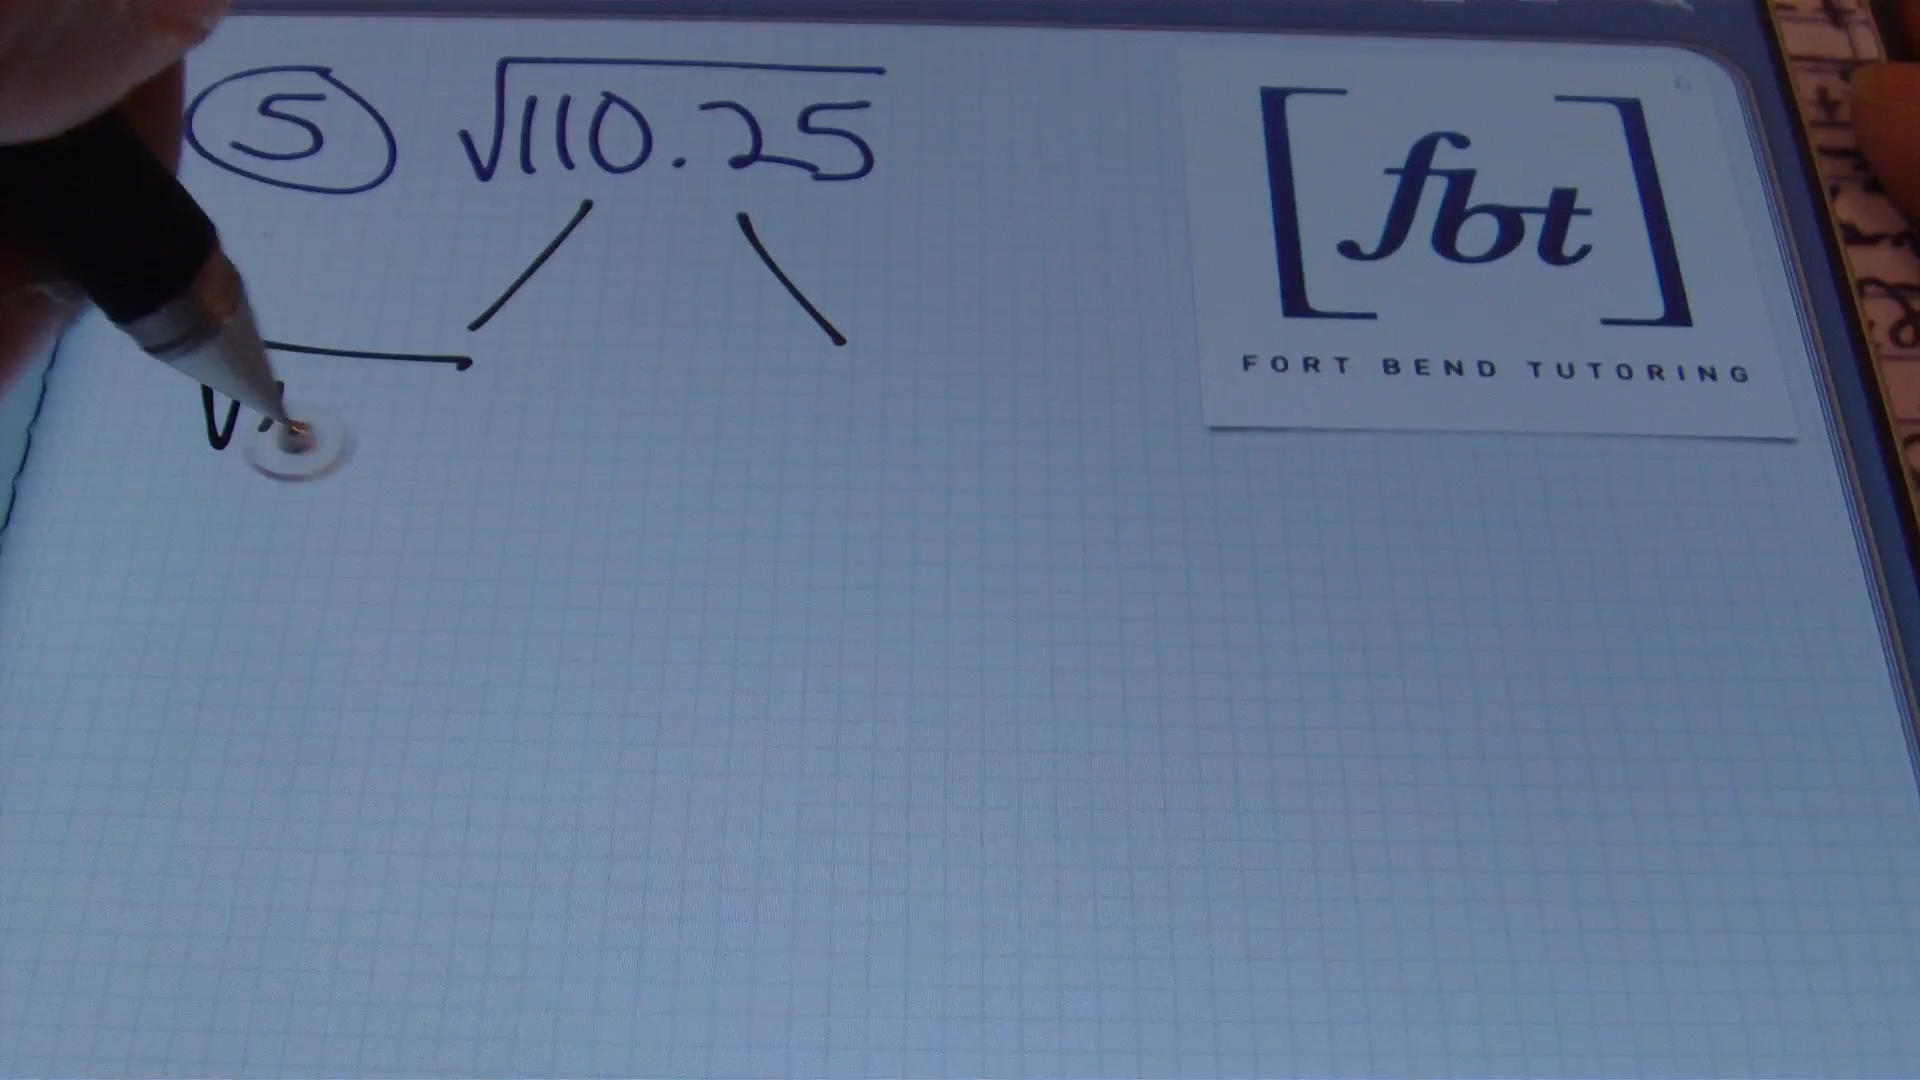 5 √110.25
[fbt]
FORT BEND TUTORING
√